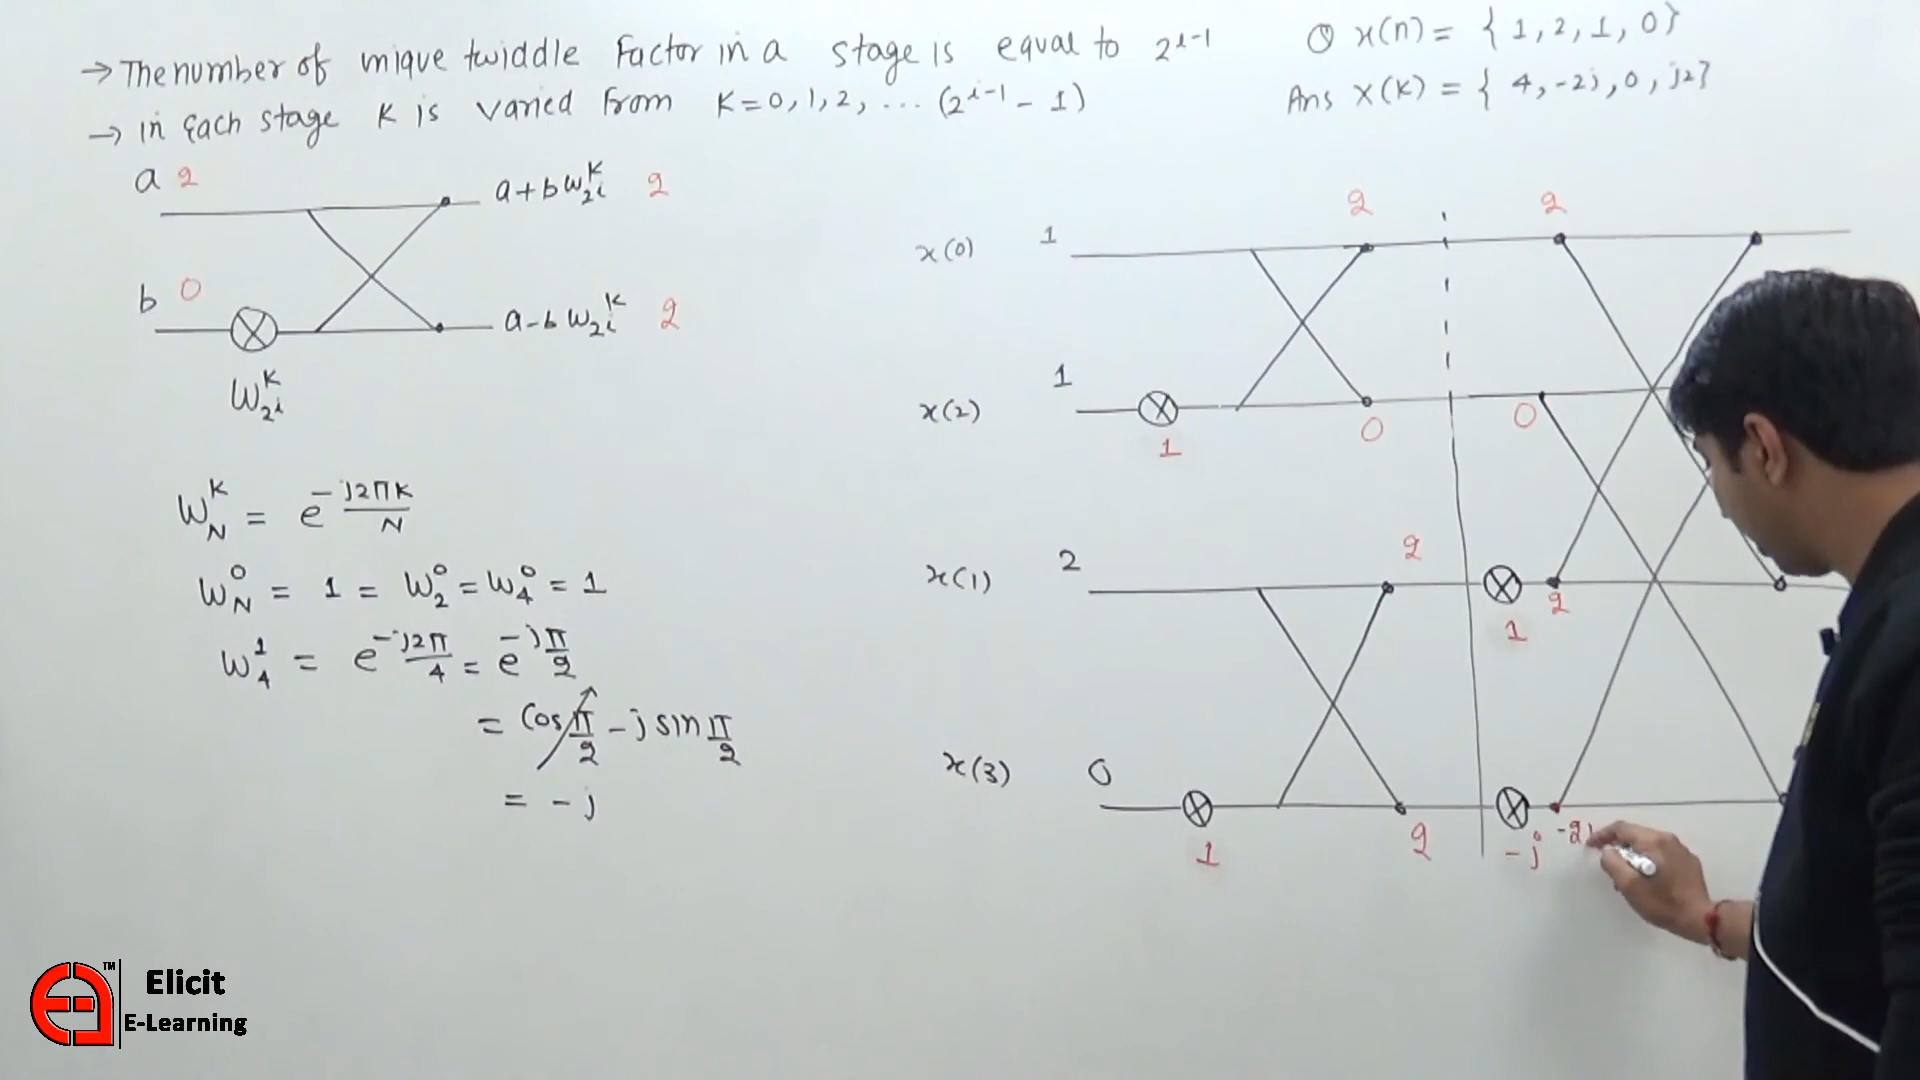 → The number of unique twiddle Factor in a stage is equal to 2^{i-1}
→ in each stage K is varied from K = 0, 1, 2, ... (2^{i-1} - 1)
Q x(n) = { 1, 2, 1, 0}
Ans X(K) = { 4, -2j, 0, j2}
a 2
a + b W_{2^i}^K 2
b 0
a - b W_{2^i}^K 2
W_{2^i}^K
W_N^K = e^{-j2πK/N}
W_N^0 = 1 = W_2^0 = W_4^0 = 1
W_4^1 = e^{-j2π/4} = e^{-jπ/2}
= Cos π/2 - j sin π/2
= -j
x(0) 1 2 2
x(2) 1 1 0 0
x(1) 2 2 1 2
x(3) 0 1 2 -j -2j
TM
Elicit
E-Learning